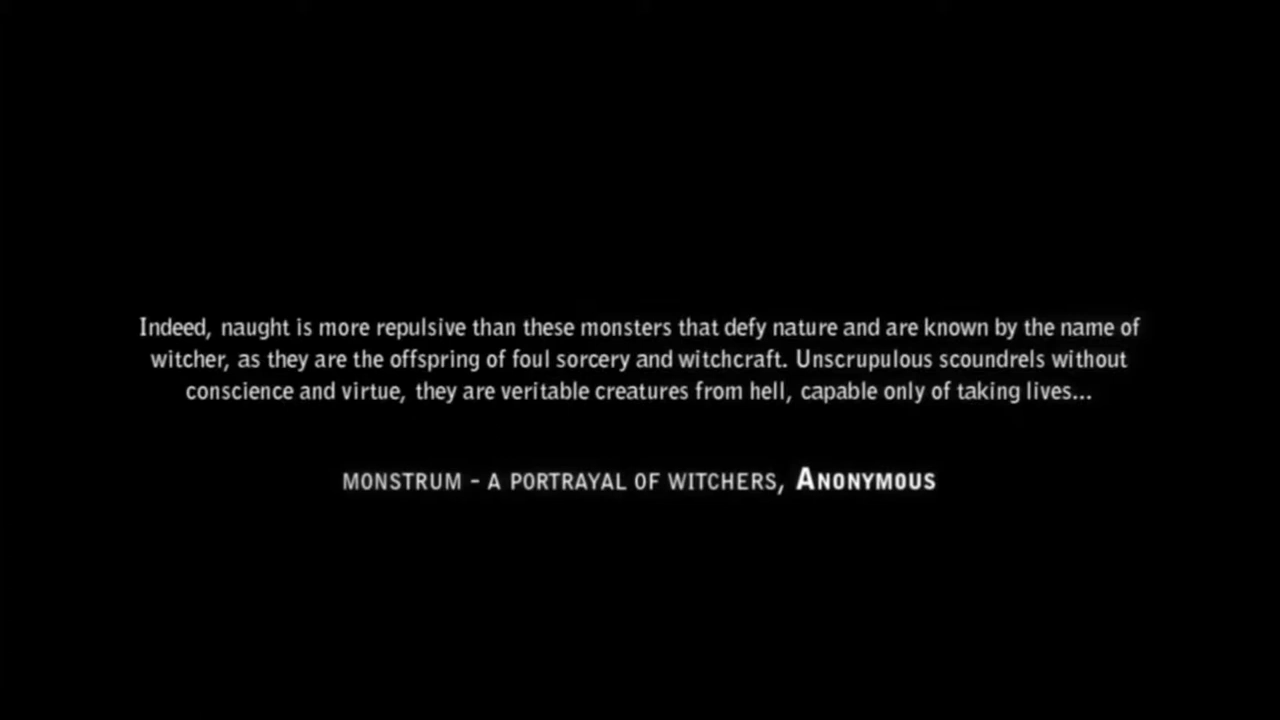 Indeed, naught is more repulsive than these monsters that defy nature and are known by the name of
witcher, as they are the offspring of foul sorcery and witchcraft. Unscrupulous scoundrels without
conscience and virtue, they are veritable creatures from hell, capable only of taking lives...
MONSTRUM - A PORTRAYAL OF WITCHERS, ANONYMOUS